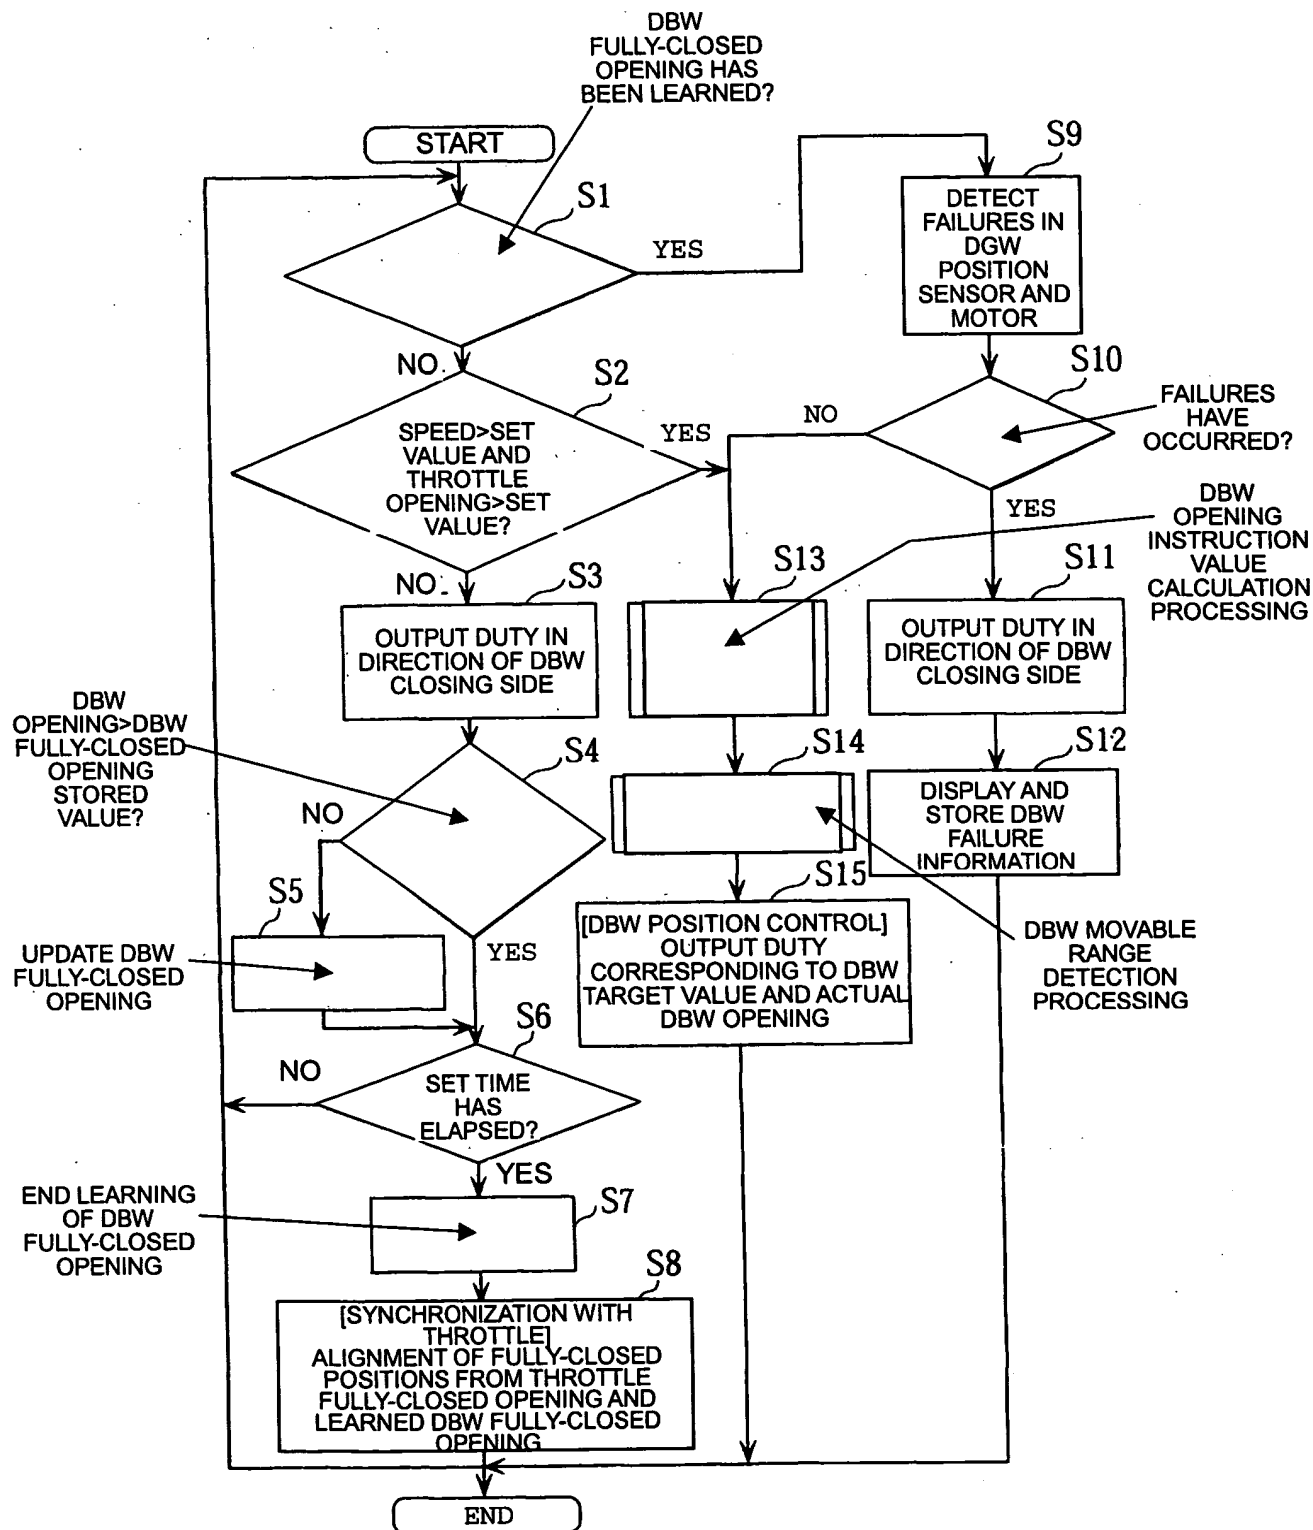 DBW
FULLY-CLOSED
OPENING HAS
BEEN LEARNED?
START
S1
YES
NO
S9
DETECT
FAILURES IN
DGW
POSITION
SENSOR AND
MOTOR
S2
SPEED>SET
VALUE AND
THROTTLE
OPENING>SET
VALUE?
YES
NO
S10
NO
YES
FAILURES
HAVE
OCCURRED?
DBW
OPENING
INSTRUCTION
VALUE
CALCULATION
PROCESSING
S3
OUTPUT DUTY IN
DIRECTION OF DBW
CLOSING SIDE
S13
S11
OUTPUT DUTY IN
DIRECTION OF DBW
CLOSING SIDE
DBW
OPENING>DBW
FULLY-CLOSED
OPENING
STORED
VALUE?
S4
NO
YES
S14
S12
DISPLAY AND
STORE DBW
FAILURE
INFORMATION
S5
UPDATE DBW
FULLY-CLOSED
OPENING
S15
[DBW POSITION CONTROL]
OUTPUT DUTY
CORRESPONDING TO DBW
TARGET VALUE AND ACTUAL
DBW OPENING
DBW MOVABLE
RANGE
DETECTION
PROCESSING
S6
NO
SET TIME
HAS
ELAPSED?
YES
END LEARNING
OF DBW
FULLY-CLOSED
OPENING
S7
S8
[SYNCHRONIZATION WITH
THROTTLE]
ALIGNMENT OF FULLY-CLOSED
POSITIONS FROM THROTTLE
FULLY-CLOSED OPENING AND
LEARNED DBW FULLY-CLOSED
OPENING
END